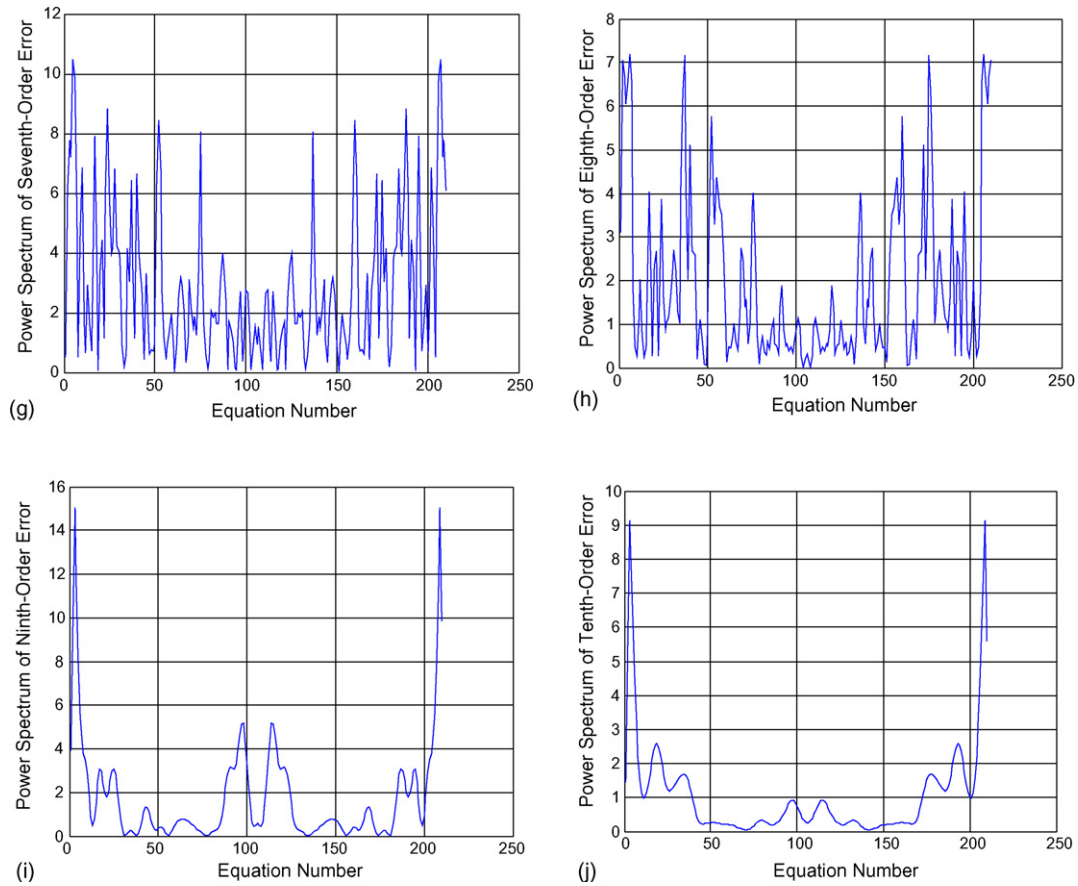 12
10
8
6
4
2
0
Power Spectrum of Seventh-Order Error
0 50 100 150 200 250
Equation Number
(g)
8
7
6
5
4
3
2
1
0
Power Spectrum of Eighth-Order Error
0 50 100 150 200 250
Equation Number
(h)
16
14
12
10
8
6
4
2
0
Power Spectrum of Ninth-Order Error
0 50 100 150 200 250
Equation Number
(i)
10
9
8
7
6
5
4
3
2
1
0
Power Spectrum of Tenth-Order Error
0 50 100 150 200 250
Equation Number
(j)